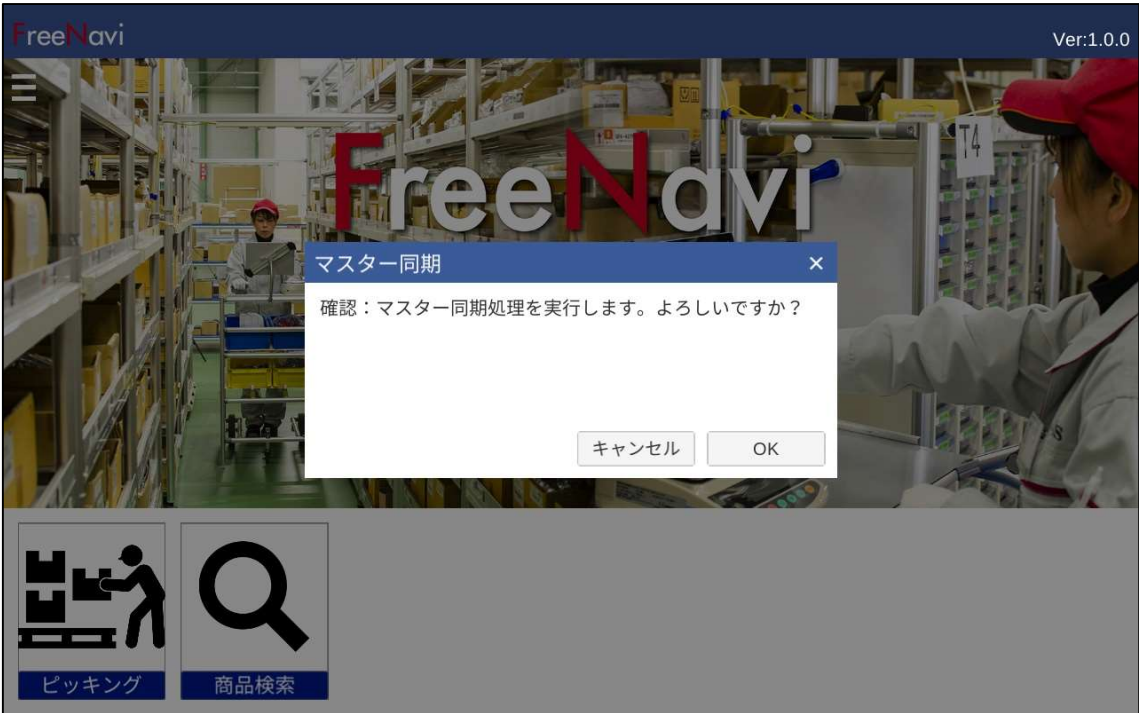 FreeNavi
Ver:1.0.0
FreeNavi
T4
マスター同期
確認：マスター同期処理を実行します。よろしいですか？
キャンセル
OK
ピッキング
商品検索